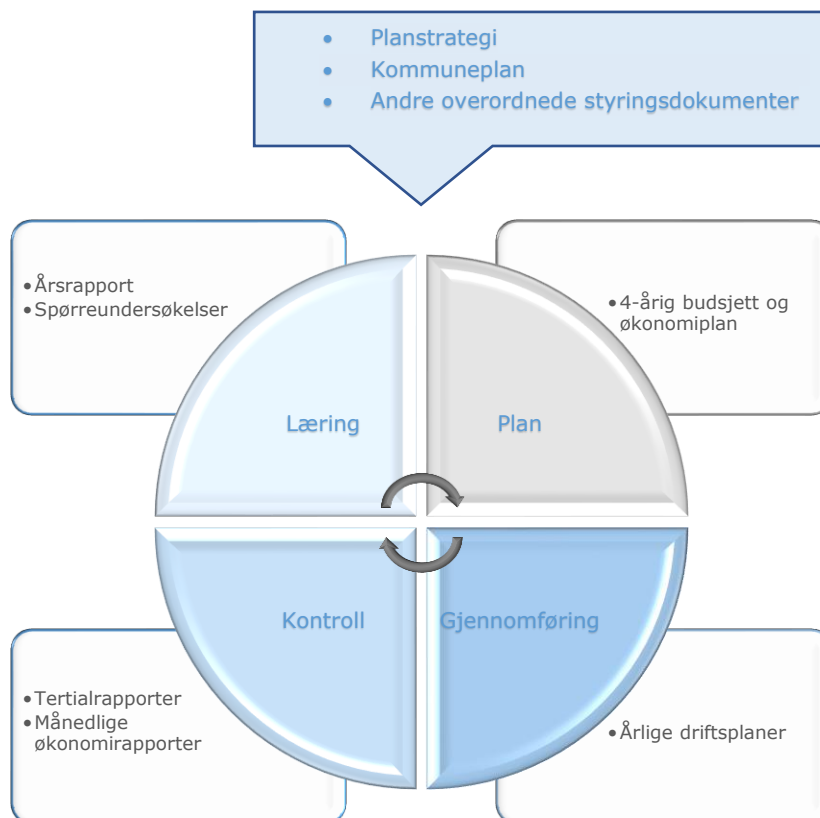 • Planstrategi
• Kommuneplan
• Andre overordnede styringsdokumenter
• Årsrapport
• Spørreundersøkelser
• 4-årig budsjett og
økonomiplan
Læring
Plan
Kontroll
Gjennomføring
• Tertialrapporter
• Månedlige
økonomirapporter
• Årlige driftsplaner